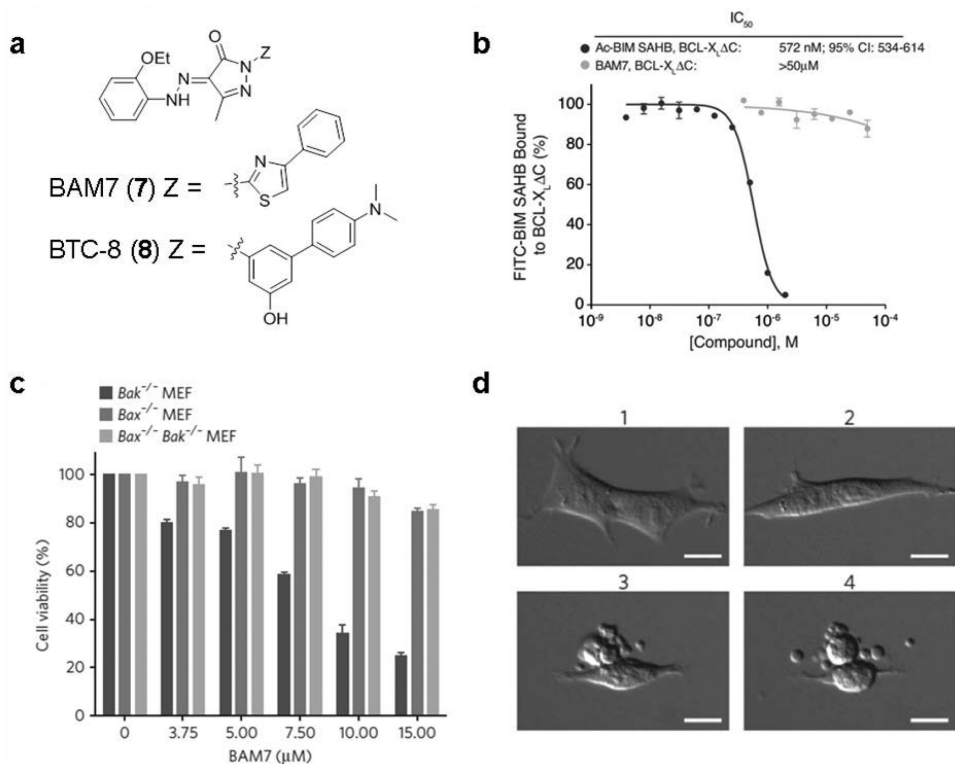 a
OEt
O
Z
N
N
N
N
NH
BAM7 (7) Z =
N
S
BTC-8 (8) Z =
N
OH
b
IC50
Ac-BIM SAHB, BCL-XLΔC: 572 nM; 95% CI: 534-614
BAM7, BCL-XLΔC: >50μM
FITC-BIM SAHB Bound
to BCL-XLΔC (%)
100
80
60
40
20
0
10-9 10-8 10-7 10-6 10-5 10-4
[Compound], M
c
Bak-/- MEF
Bax-/- MEF
Bax-/- Bak-/- MEF
Cell viability (%)
100
80
60
40
20
0
0 3.75 5.00 7.50 10.00 15.00
BAM7 (μM)
d
1
2
3
4